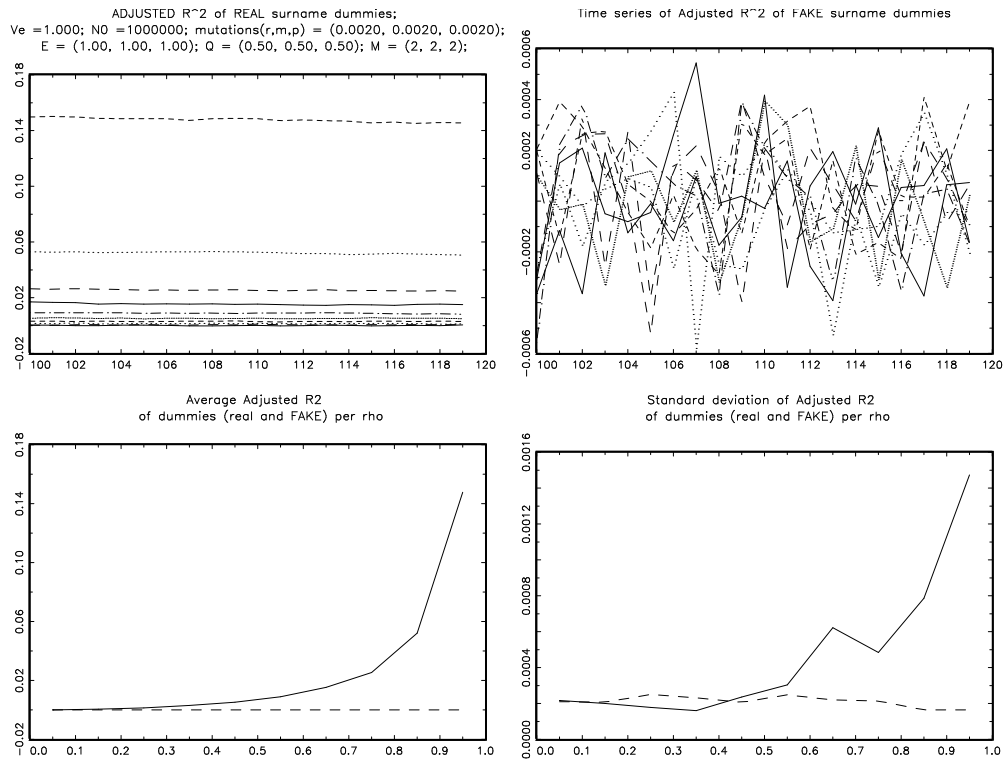 ADJUSTED R^2 of REAL surname dummies;
Ve =1.000; N0 =1000000; mutations(r,m,p) = (0.0020, 0.0020, 0.0020);
E = (1.00, 1.00, 1.00); Q = (0.50, 0.50, 0.50); M = (2, 2, 2);
0.18
0.14
0.10
0.06
0.02
-0.02
100 102 104 106 108 110 112 114 116 118 120
Time series of Adjusted R^2 of FAKE surname dummies
0.0006
0.0004
0.0002
-0.0002
-0.0006
100 102 104 106 108 110 112 114 116 118 120
Average Adjusted R2
of dummies (real and FAKE) per rho
0.18
0.14
0.10
0.06
0.02
-0.02
0.0 0.1 0.2 0.3 0.4 0.5 0.6 0.7 0.8 0.9 1.0
Standard deviation of Adjusted R2
of dummies (real and FAKE) per rho
0.0016
0.0012
0.0008
0.0004
0.0000
0.0 0.1 0.2 0.3 0.4 0.5 0.6 0.7 0.8 0.9 1.0